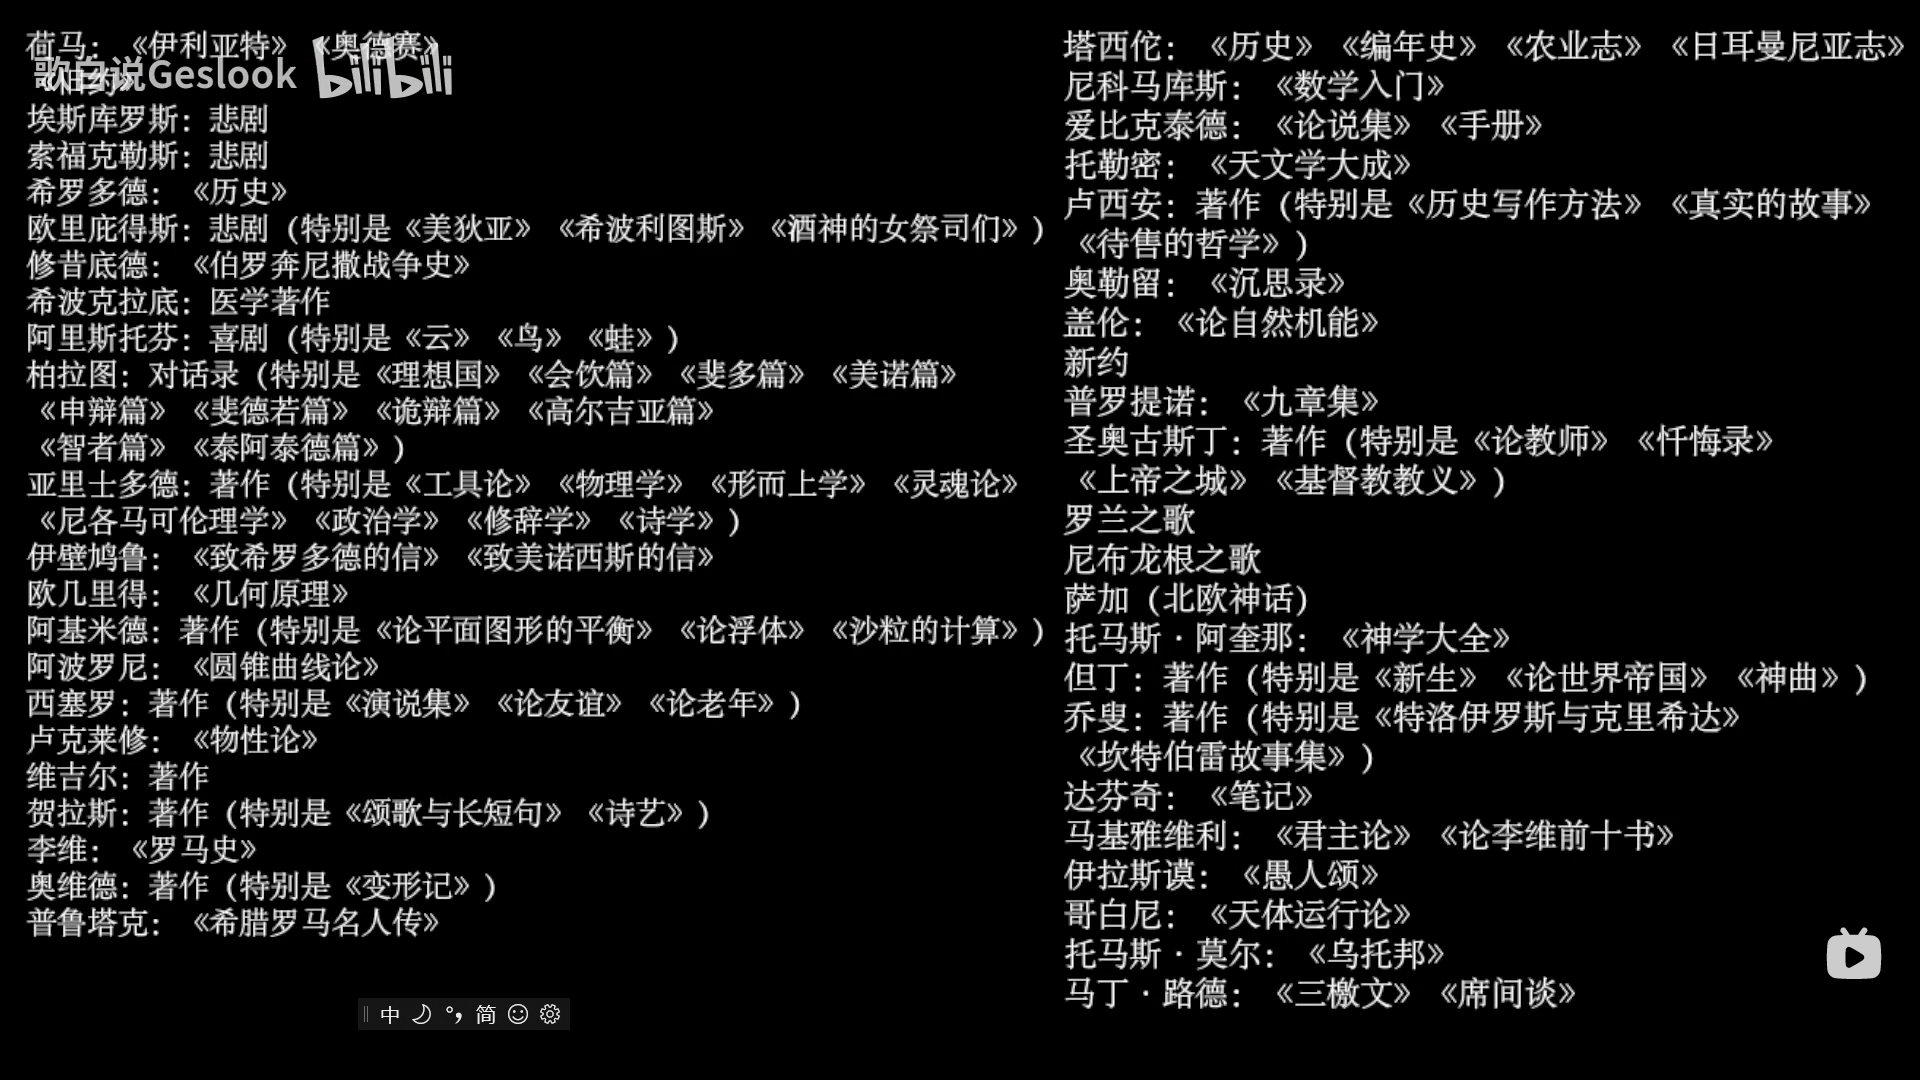 荷马：《伊利亚特》《奥德赛》
歌白说Geslook bilibili
《旧约》
埃斯库罗斯：悲剧
索福克勒斯：悲剧
希罗多德：《历史》
欧里庇得斯：悲剧（特别是《美狄亚》《希波利图斯》《酒神的女祭司们》）
修昔底德：《伯罗奔尼撒战争史》
希波克拉底：医学著作
阿里斯托芬：喜剧（特别是《云》《鸟》《蛙》）
柏拉图：对话录（特别是《理想国》《会饮篇》《斐多篇》《美诺篇》
《申辩篇》《斐德若篇》《诡辩篇》《高尔吉亚篇》
《智者篇》《泰阿泰德篇》）
亚里士多德：著作（特别是《工具论》《物理学》《形而上学》《灵魂论》
《尼各马可伦理学》《政治学》《修辞学》《诗学》）
伊壁鸠鲁：《致希罗多德的信》《致美诺西斯的信》
欧几里得：《几何原理》
阿基米德：著作（特别是《论平面图形的平衡》《论浮体》《沙粒的计算》）
阿波罗尼：《圆锥曲线论》
西塞罗：著作（特别是《演说集》《论友谊》《论老年》）
卢克莱修：《物性论》
维吉尔：著作
贺拉斯：著作（特别是《颂歌与长短句》《诗艺》）
李维：《罗马史》
奥维德：著作（特别是《变形记》）
普鲁塔克：《希腊罗马名人传》
塔西佗：《历史》《编年史》《农业志》《日耳曼尼亚志》
尼科马库斯：《数学入门》
爱比克泰德：《论说集》《手册》
托勒密：《天文学大成》
卢西安：著作（特别是《历史写作方法》《真实的故事》
《待售的哲学》）
奥勒留：《沉思录》
盖伦：《论自然机能》
新约
普罗提诺：《九章集》
圣奥古斯丁：著作（特别是《论教师》《忏悔录》
《上帝之城》《基督教教义》）
罗兰之歌
尼布龙根之歌
萨加（北欧神话）
托马斯·阿奎那：《神学大全》
但丁：著作（特别是《新生》《论世界帝国》《神曲》）
乔叟：著作（特别是《特洛伊罗斯与克里希达》
《坎特伯雷故事集》）
达芬奇：《笔记》
马基雅维利：《君主论》《论李维前十书》
伊拉斯谟：《愚人颂》
哥白尼：《天体运行论》
托马斯·莫尔：《乌托邦》
马丁·路德：《三檄文》《席间谈》
中 简